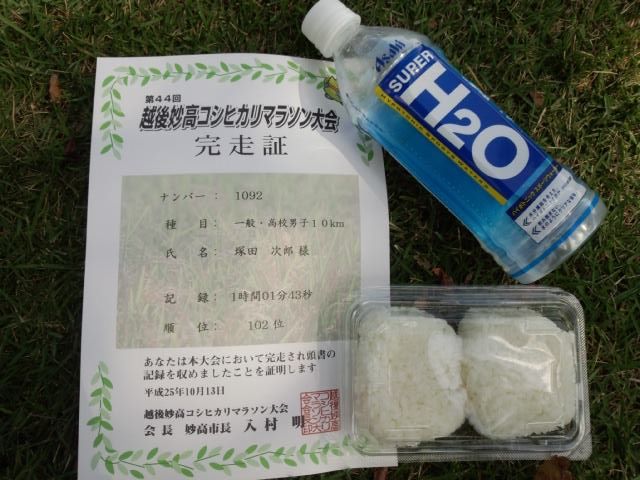 第44回
越後妙高コシヒカリマラソン大会
完走証
ナンバー： 1092
種 目： 一般・高校男子１０km
氏 名： 塚田 次郎 様
記 録： 1時間01分43秒
順 位： 102 位
あなたは本大会において完走され頭書の
記録を収めましたことを証明します
平成25年10月13日
越後妙高コシヒカリマラソン大会
会 長 妙高市長 入 村 明
Asahi
SUPER
H2O